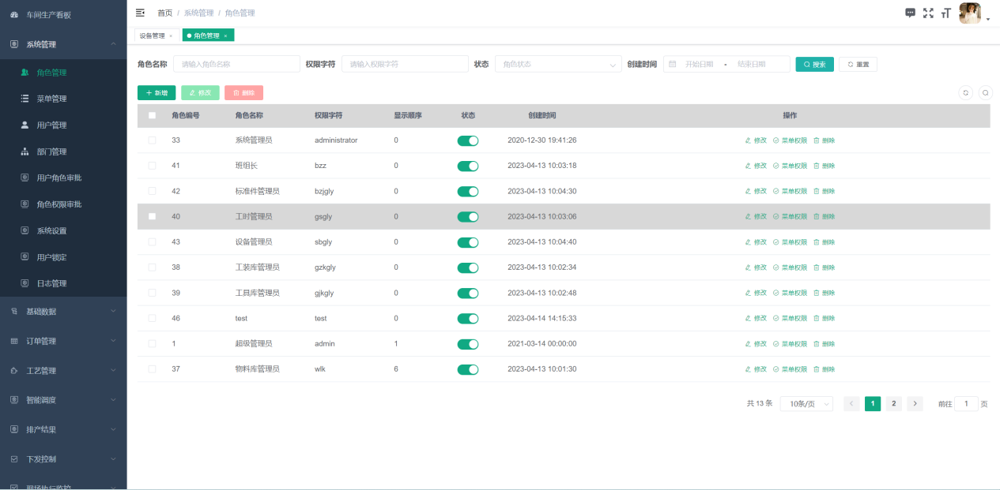 车间生产看板
系统管理
角色管理
菜单管理
用户管理
部门管理
用户角色审批
角色权限审批
系统设置
用户锁定
日志管理
基础数据
订单管理
工艺管理
智能调度
排产结果
下发控制
现场执行监控
首页 / 系统管理 / 角色管理
设备管理 × 角色管理 ×
角色名称 请输入角色名称 权限字符 请输入权限字符 状态 角色状态 创建时间 开始日期 - 结束日期 搜索 重置
+ 新增 修改 删除
角色编号 角色名称 权限字符 显示顺序 状态 创建时间 操作
33 系统管理员 administrator 0 2020-12-30 19:41:26 修改 菜单权限 删除
41 班组长 bzz 0 2023-04-13 10:03:18 修改 菜单权限 删除
42 标准件管理员 bzjgly 0 2023-04-13 10:04:30 修改 菜单权限 删除
40 工时管理员 gsgly 0 2023-04-13 10:03:06 修改 菜单权限 删除
43 设备管理员 sbgly 0 2023-04-13 10:04:40 修改 菜单权限 删除
38 工装库管理员 gzkgly 0 2023-04-13 10:02:34 修改 菜单权限 删除
39 工具库管理员 gjkgly 0 2023-04-13 10:02:48 修改 菜单权限 删除
46 test test 0 2023-04-14 14:15:33 修改 菜单权限 删除
1 超级管理员 admin 1 2021-03-14 00:00:00 修改 菜单权限 删除
37 物料库管理员 wlk 6 2023-04-13 10:01:30 修改 菜单权限 删除
共 13 条 10条/页 < 1 2 > 前往 1 页